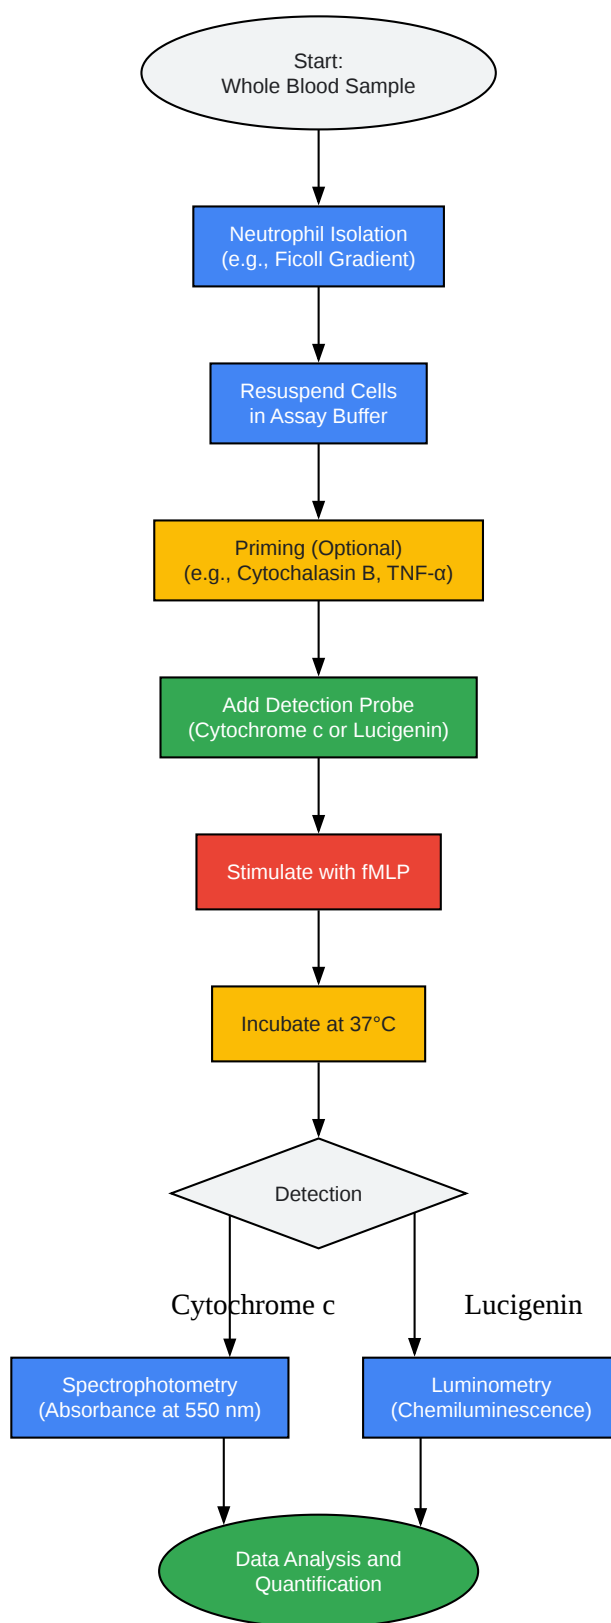 Start:
Whole Blood Sample
Neutrophil Isolation
(e.g., Ficoll Gradient)
Resuspend Cells
in Assay Buffer
Priming (Optional)
(e.g., Cytochalasin B, TNF-α)
Add Detection Probe
(Cytochrome c or Lucigenin)
Stimulate with fMLP
Incubate at 37°C
Detection
Cytochrome c
Lucigenin
Spectrophotometry
(Absorbance at 550 nm)
Luminometry
(Chemiluminescence)
Data Analysis and
Quantification